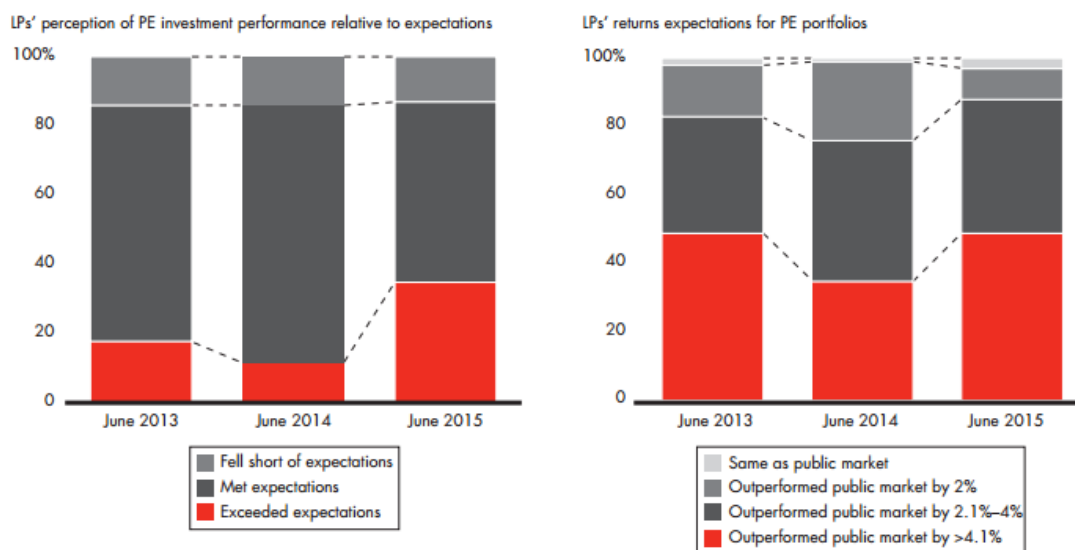 LPs' perception of PE investment performance relative to expectations
100%
80
60
40
20
0
June 2013
June 2014
June 2015
Fell short of expectations
Met expectations
Exceeded expectations
LPs' returns expectations for PE portfolios
100%
80
60
40
20
0
June 2013
June 2014
June 2015
Same as public market
Outperformed public market by 2%
Outperformed public market by 2.1%–4%
Outperformed public market by >4.1%